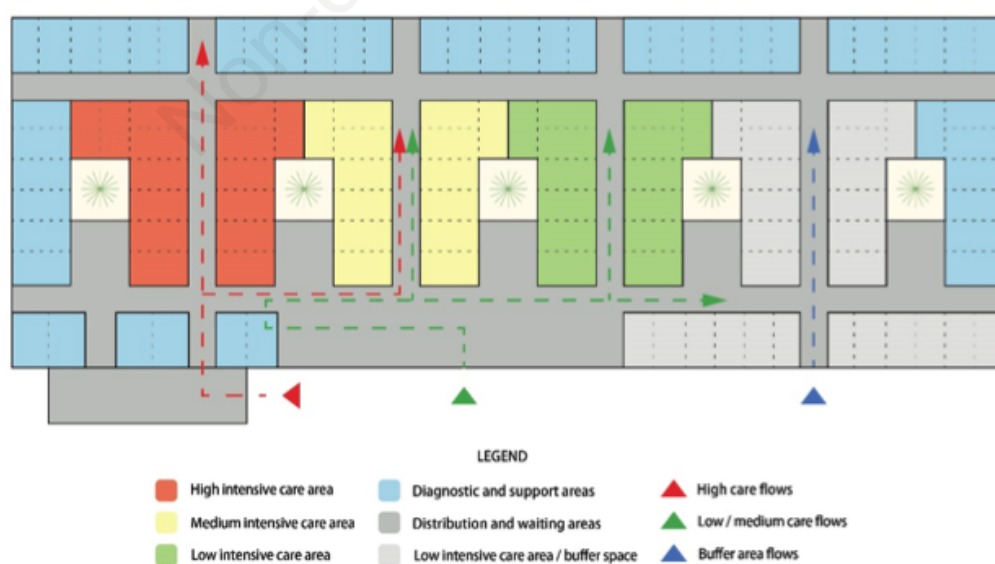 LEGEND
High intensive care area
Diagnostic and support areas
High care flows
Medium intensive care area
Distribution and waiting areas
Low / medium care flows
Low intensive care area
Low intensive care area / buffer space
Buffer area flows